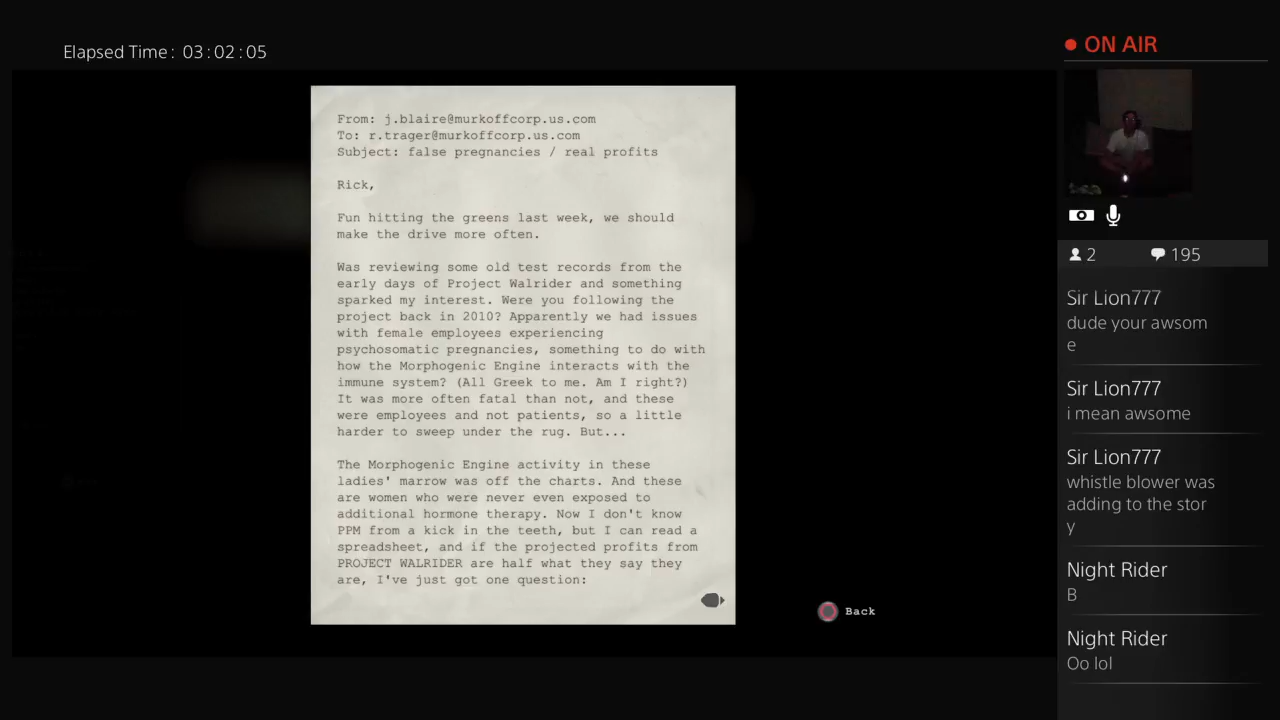 Elapsed Time: 03:02:05
From: j.blaire@murkoffcorp.us.com
To: r.trager@murkoffcorp.us.com
Subject: false pregnancies / real profits
Rick,
Fun hitting the greens last week, we should
make the drive more often.
Was reviewing some old test records from the
early days of Project Walrider and something
sparked my interest. Were you following the
project back in 2010? Apparently we had issues
with female employees experiencing
psychosomatic pregnancies, something to do with
how the Morphogenic Engine interacts with the
immune system? (All Greek to me. Am I right?)
It was more often fatal than not, and these
were employees and not patients, so a little
harder to sweep under the rug. But...
The Morphogenic Engine activity in these
ladies' marrow was off the charts. And these
are women who were never even exposed to
additional hormone therapy. Now I don't know
PPM from a kick in the teeth, but I can read a
spreadsheet, and if the projected profits from
PROJECT WALRIDER are half what they say they
are, I've just got one question:
Back
ON AIR
2 195
Sir Lion777
dude your awsom
e
Sir Lion777
i mean awsome
Sir Lion777
whistle blower was
adding to the stor
y
Night Rider
B
Night Rider
Oo lol